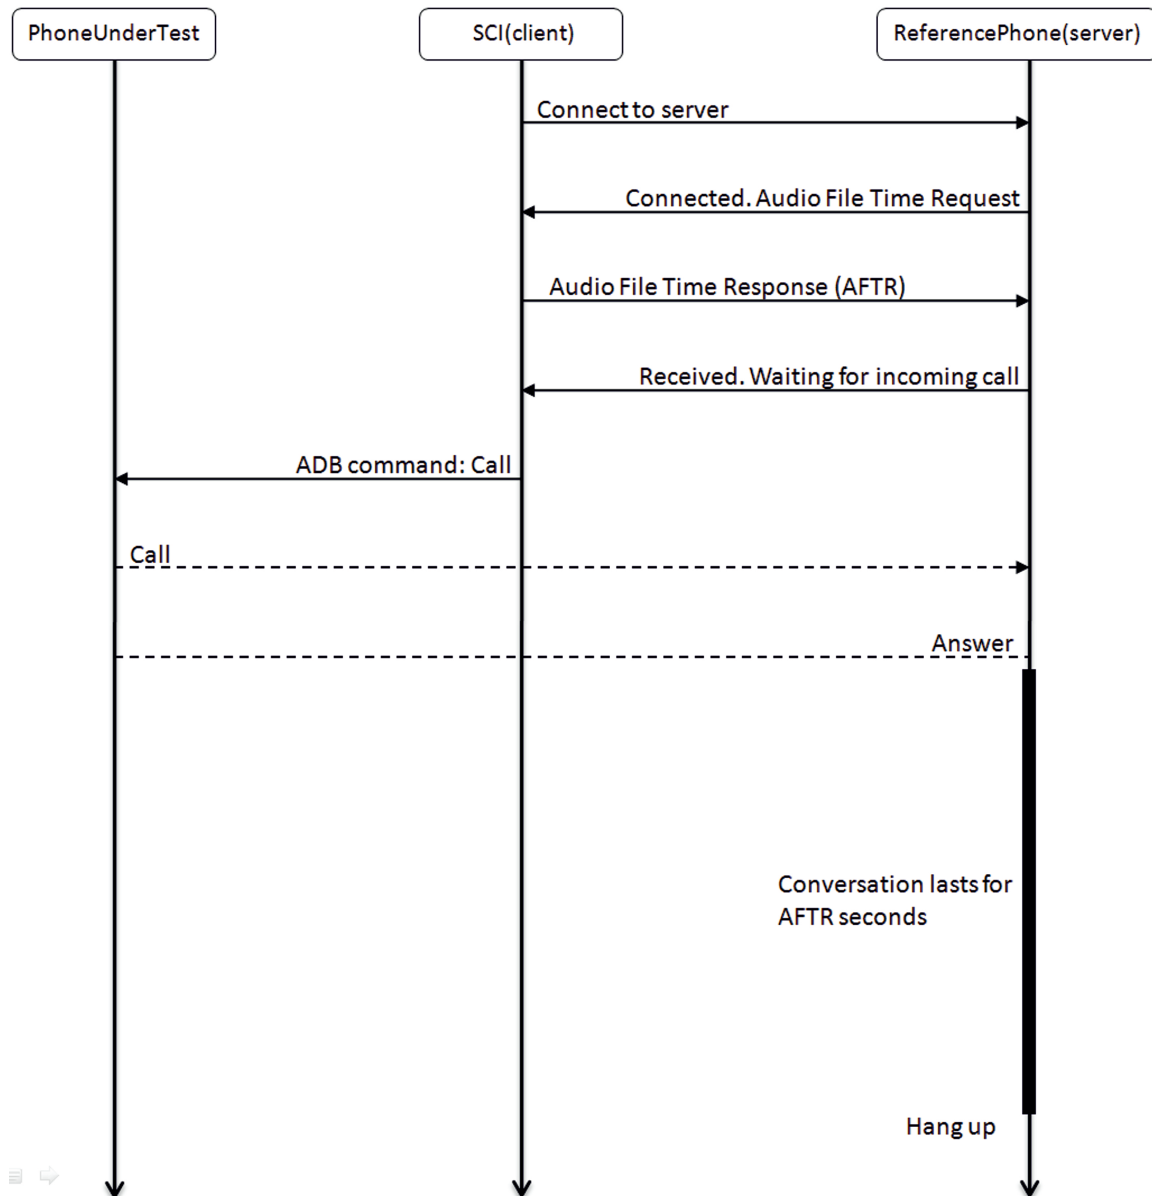 PhoneUnderTest
SCI(client)
ReferencePhone(server)
Connect to server
Connected. Audio File Time Request
Audio File Time Response (AFTR)
Received. Waiting for incoming call
ADB command: Call
Call
Answer
Conversation lasts for
AFTR seconds
Hang up